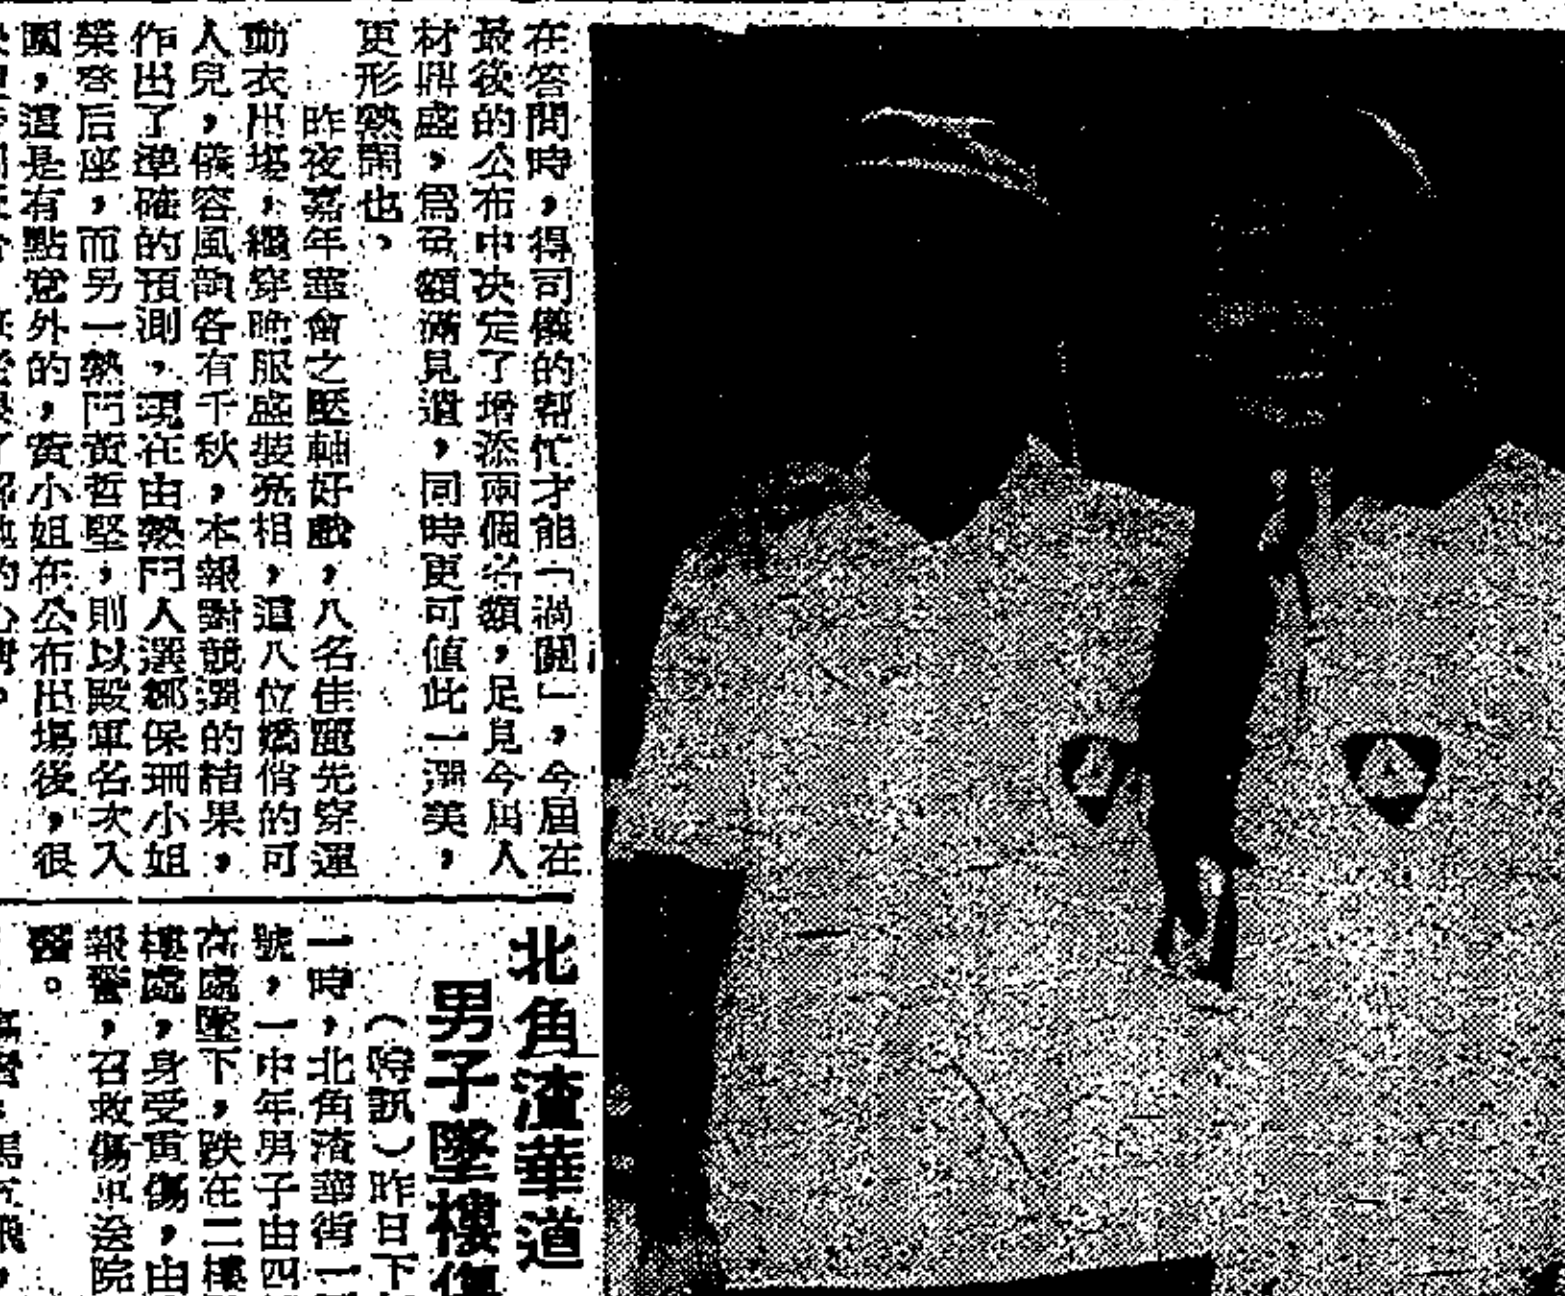 在答問時，得司儀的帮忙才能「過關」，今屆在
最後的公布中决定了增添兩個名額，足見今屆人
材鼎盛，爲免額滿見遺，同時更可值此一選美，
更形熱鬧也，
昨夜嘉年華會之壓軸好戲，八名佳麗先穿運
動衣出場，繼穿晚服盛裝亮相，這八位嬌俏的可
人兒，儀容風韻各有千秋，本報對競選的結果，
作出了準確的預測，現在由熱門人選鄭保珊小姐
榮登后座，而另一熱門黃哲堅，則以殿軍名次入
圍，這是有點意外的，黃小姐在公布出場後，很
北角渣華道
男子墜樓傷
（特訊）昨日下
一時，北角渣華街一
號，一中年男子由四
高處墜下，跌在二樓
樓處，身受重傷，由
報警，召救傷車送院
醫。